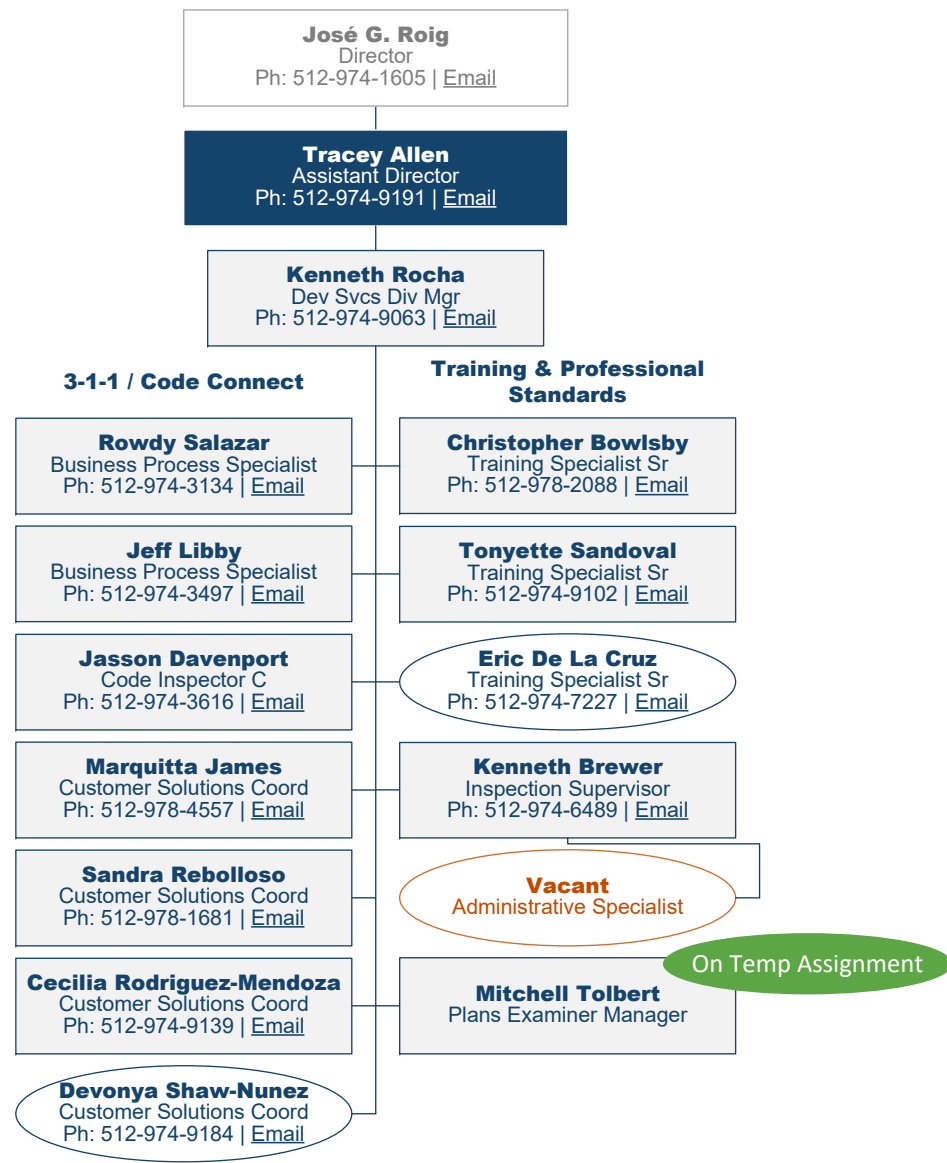 José G. Roig
Director
Ph: 512-974-1605 | Email
Tracey Allen
Assistant Director
Ph: 512-974-9191 | Email
Kenneth Rocha
Dev Svcs Div Mgr
Ph: 512-974-9063 | Email
3-1-1 / Code Connect
Rowdy Salazar
Business Process Specialist
Ph: 512-974-3134 | Email
Jeff Libby
Business Process Specialist
Ph: 512-974-3497 | Email
Jasson Davenport
Code Inspector C
Ph: 512-974-3616 | Email
Marquitta James
Customer Solutions Coord
Ph: 512-978-4557 | Email
Sandra Rebolloso
Customer Solutions Coord
Ph: 512-978-1681 | Email
Cecilia Rodriguez-Mendoza
Customer Solutions Coord
Ph: 512-974-9139 | Email
Devonya Shaw-Nunez
Customer Solutions Coord
Ph: 512-974-9184 | Email
Training & Professional
Standards
Christopher Bowlsby
Training Specialist Sr
Ph: 512-978-2088 | Email
Tonyette Sandoval
Training Specialist Sr
Ph: 512-974-9102 | Email
Eric De La Cruz
Training Specialist Sr
Ph: 512-974-7227 | Email
Kenneth Brewer
Inspection Supervisor
Ph: 512-974-6489 | Email
Vacant
Administrative Specialist
On Temp Assignment
Mitchell Tolbert
Plans Examiner Manager